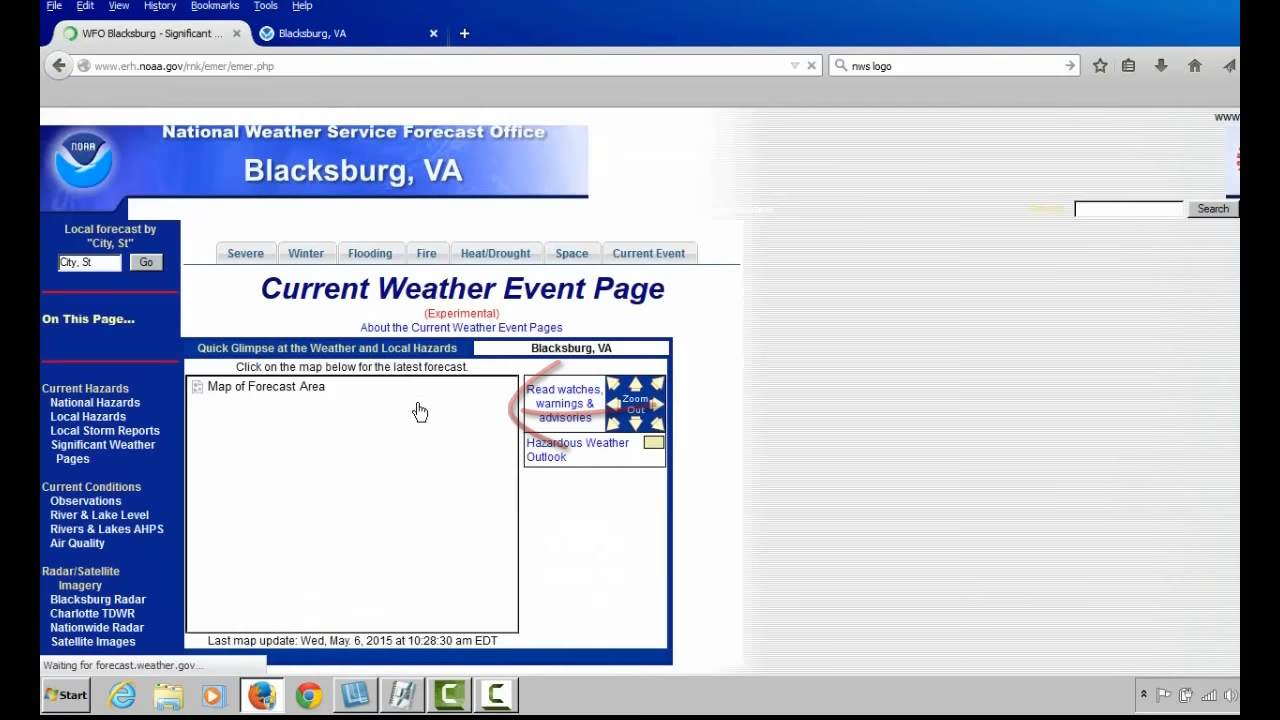 File Edit View History Bookmarks Tools Help
WFO Blacksburg - Significant ... × Blacksburg, VA × +
www.erh.noaa.gov/rnk/emer/emer.php nws logo
www
National Weather Service Forecast Office
NOAA
Blacksburg, VA
Search
Local forecast by
"City, St"
City, St Go
Severe Winter Flooding Fire Heat/Drought Space Current Event
Current Weather Event Page
(Experimental)
About the Current Weather Event Pages
On This Page...
Quick Glimpse at the Weather and Local Hazards Blacksburg, VA
Click on the map below for the latest forecast.
Map of Forecast Area
Read watches,
warnings &
advisories
Zoom
Out
Hazardous Weather
Outlook
Last map update: Wed, May. 6, 2015 at 10:28:30 am EDT
Current Hazards
National Hazards
Local Hazards
Local Storm Reports
Significant Weather
Pages
Current Conditions
Observations
River & Lake Level
Rivers & Lakes AHPS
Air Quality
Radar/Satellite
Imagery
Blacksburg Radar
Charlotte TDWR
Nationwide Radar
Satellite Images
Waiting for forecast.weather.gov...
Start